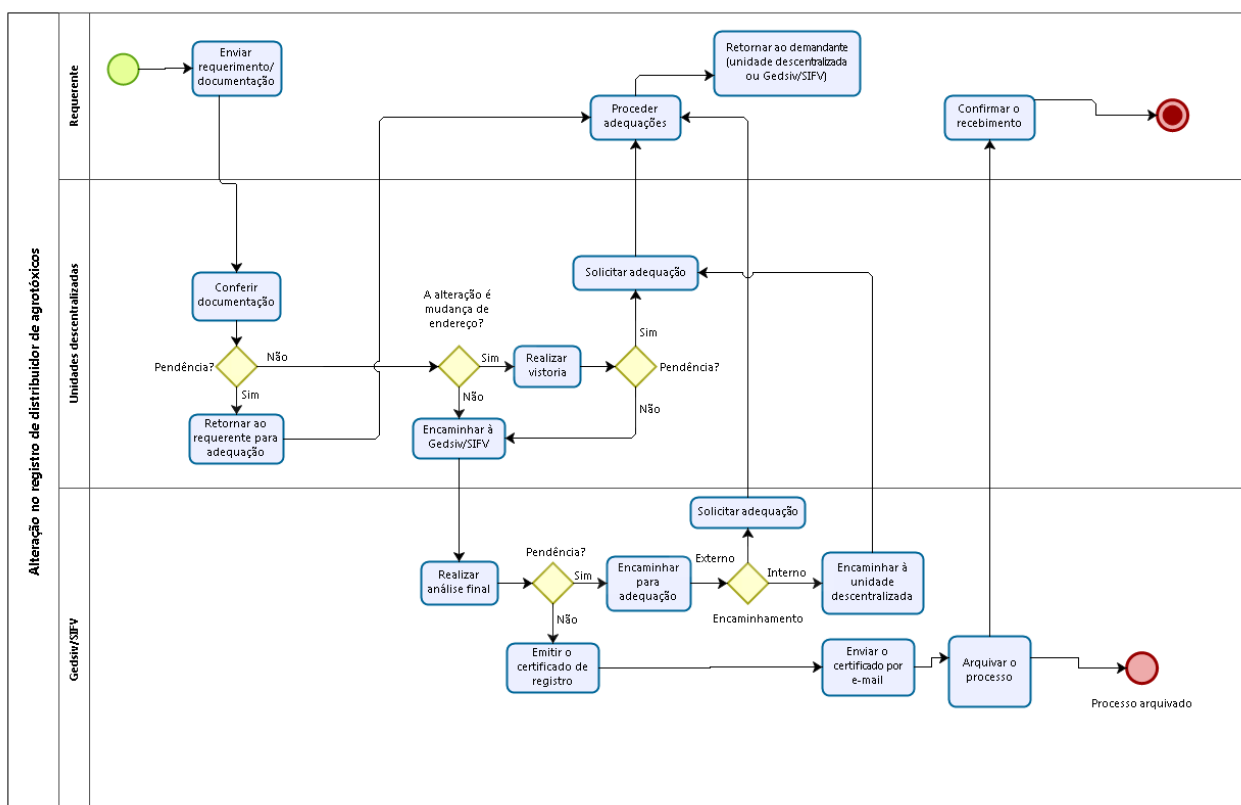 Alteração no registro de distribuidor de agrotóxicos
Requerente
Enviar
requerimento/
documentação
Retornar ao demandante
(unidade descentralizada
ou Gedsiv/SIFV)
Proceder
adequações
Confirmar o
recebimento
Unidades descentralizadas
Conferir
documentação
Pendência?
Não
Sim
Retornar ao
requerente para
adequação
A alteração é
mudança de
endereço?
Sim
Não
Realizar
vistoria
Solicitar adequação
Sim
Pendência?
Não
Encaminhar à
Gedsiv/SIFV
Gedsiv/SIFV
Realizar
análise final
Pendência?
Sim
Não
Encaminhar
para
adequação
Solicitar adequação
Externo
Interno
Encaminhamento
Encaminhar à
unidade
descentralizada
Emitir o
certificado de
registro
Enviar o
certificado por
e-mail
Arquivar o
processo
Processo arquivado